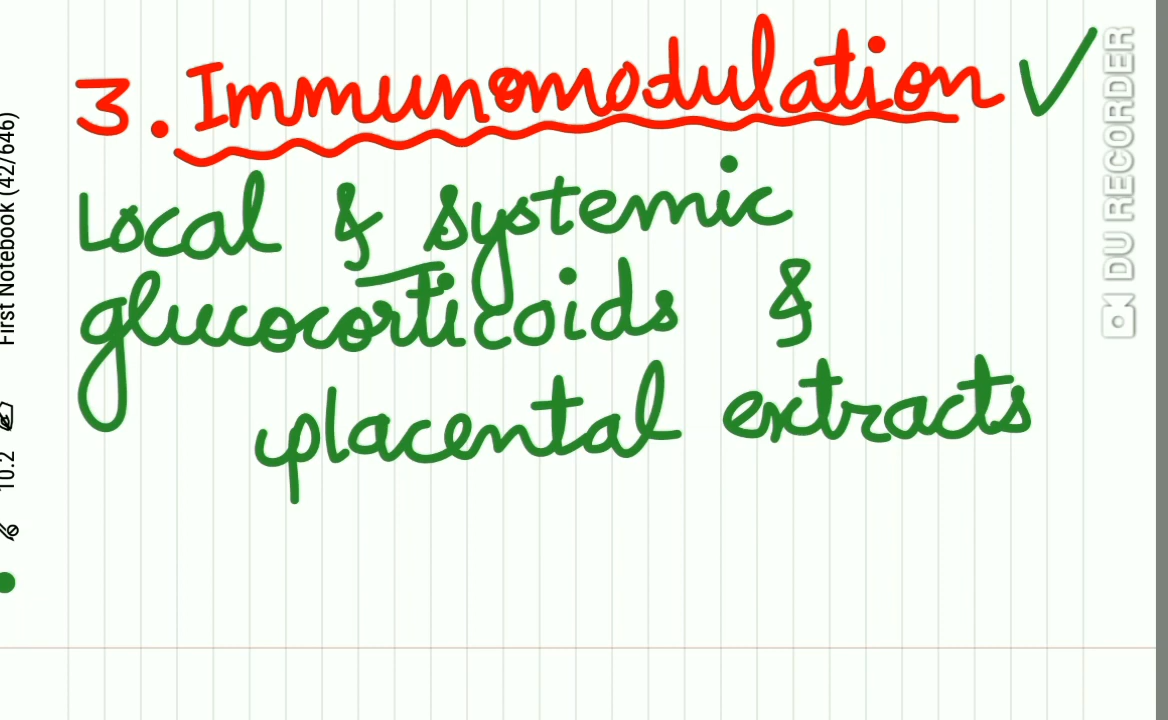 3. Immunomodulation ✓
Local & systemic
glucocorticoids &
placental extracts
DU RECORDER
First Notebook (42/646)
10.2